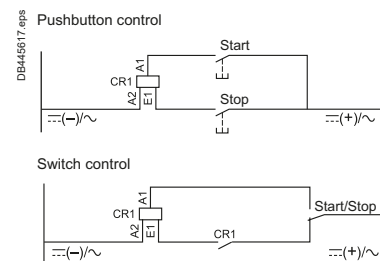 DB445617.eps
Pushbutton control
Start
A1
CR1
A2
E1
Stop
(–)/~
(+)/~
Switch control
A1
CR1
Start/Stop
A2
E1
CR1
(–)/~
(+)/~